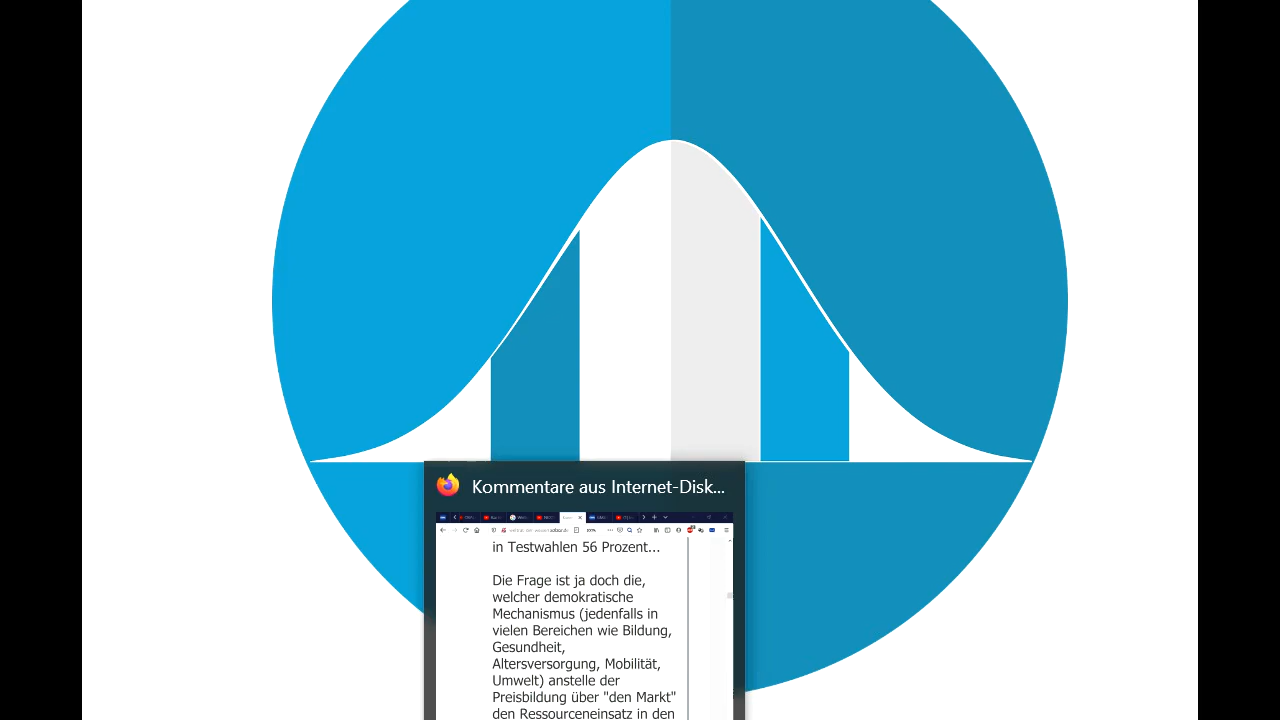 Kommentare aus Internet-Disk...
in Testwahlen 56 Prozent...
Die Frage ist ja doch die,
welcher demokratische
Mechanismus (jedenfalls in
vielen Bereichen wie Bildung,
Gesundheit,
Altersversorgung, Mobilität,
Umwelt) anstelle der
Preisbildung über "den Markt"
den Ressourceneinsatz in den